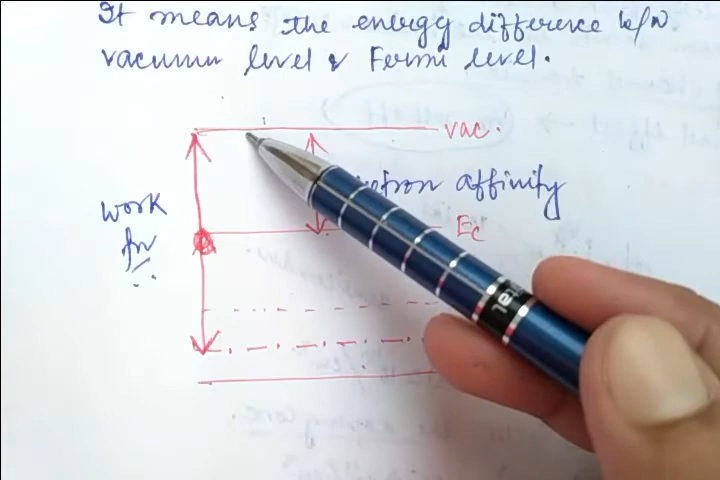 It means the energy difference b/w.
vacuum level & Fermi level.
vac.
affinity
Ec
work
fn